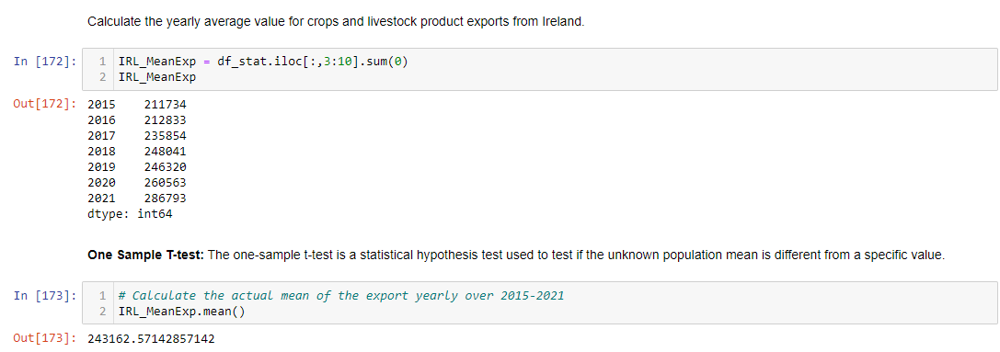 Calculate the yearly average value for crops and livestock product exports from Ireland.
In [172]: 1 IRL_MeanExp = df_stat.iloc[:,3:10].sum(0)
2 IRL_MeanExp
Out[172]: 2015 211734
2016 212833
2017 235854
2018 248041
2019 246320
2020 260563
2021 286793
dtype: int64
One Sample T-test: The one-sample t-test is a statistical hypothesis test used to test if the unknown population mean is different from a specific value.
In [173]: 1 # Calculate the actual mean of the export yearly over 2015-2021
2 IRL_MeanExp.mean()
Out[173]: 243162.57142857142